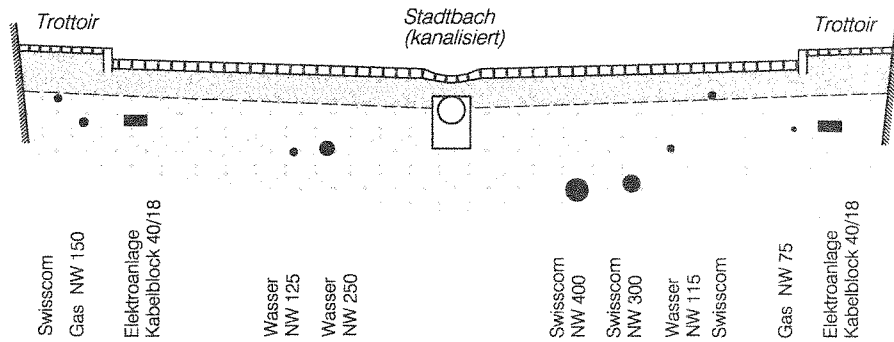 Trottoir
Stadtbach
(kanalisiert)
Trottoir
Swisscom
Gas NW 150
Elektroanlage
Kabelblock 40/18
Wasser
NW 125
Wasser
NW 250
Swisscom
NW 400
Swisscom
NW 300
Wasser
NW 115
Swisscom
Gas NW 75
Elektroanlage
Kabelblock 40/18